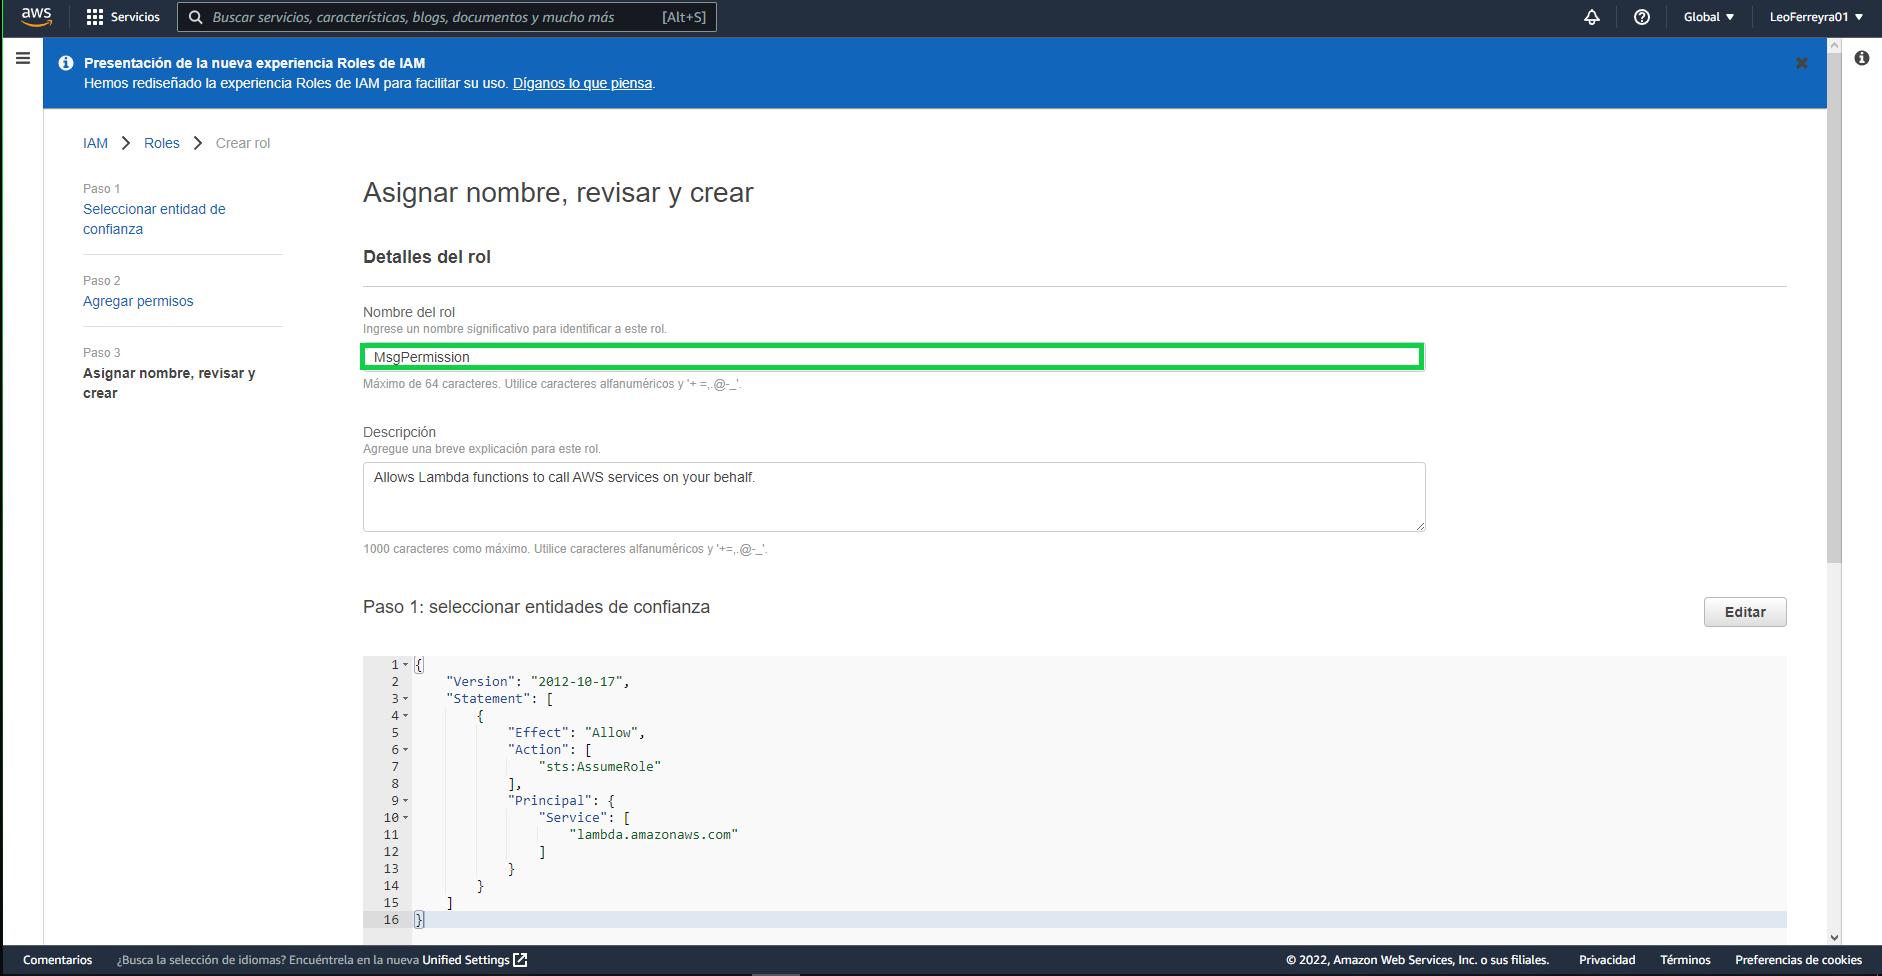 aws
Servicios
Buscar servicios, características, blogs, documentos y mucho más
[Alt+S]
Global
LeoFerreyra01
Presentación de la nueva experiencia Roles de IAM
Hemos rediseñado la experiencia Roles de IAM para facilitar su uso. Díganos lo que piensa.
IAM
Roles
Crear rol
Paso 1
Seleccionar entidad de
confianza
Paso 2
Agregar permisos
Paso 3
Asignar nombre, revisar y
crear
Asignar nombre, revisar y crear
Detalles del rol
Nombre del rol
Ingrese un nombre significativo para identificar a este rol.
MsgPermission
Máximo de 64 caracteres. Utilice caracteres alfanuméricos y '+ =,.@-_'.
Descripción
Agregue una breve explicación para este rol.
Allows Lambda functions to call AWS services on your behalf.
1000 caracteres como máximo. Utilice caracteres alfanuméricos y '+=,.@-_'.
Paso 1: seleccionar entidades de confianza
Editar
1 {
2 "Version": "2012-10-17",
3 "Statement": [
4 {
5 "Effect": "Allow",
6 "Action": [
7 "sts:AssumeRole"
8 ],
9 "Principal": {
10 "Service": [
11 "lambda.amazonaws.com"
12 ]
13 }
14 }
15 ]
16 }
Comentarios
¿Busca la selección de idiomas? Encuéntrela en la nueva Unified Settings
© 2022, Amazon Web Services, Inc. o sus filiales.
Privacidad
Términos
Preferencias de cookies